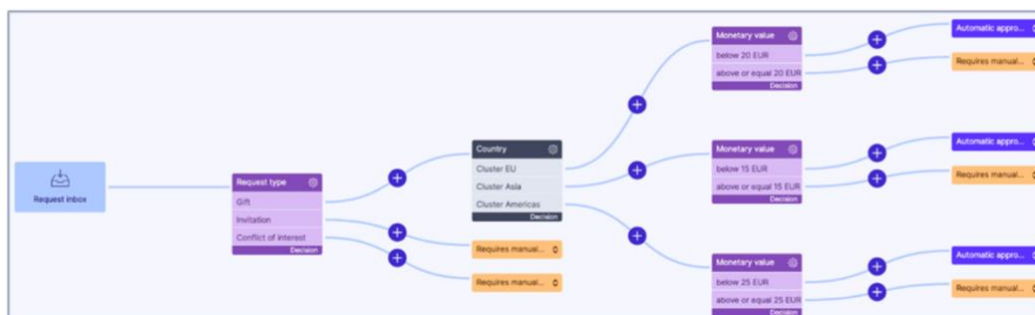 Request inbox
Request type
Gift
Invitation
Conflict of interest
Decision
Country
Cluster EU
Cluster Asia
Cluster Americas
Decision
Requires manual...
Requires manual...
Monetary value
below 20 EUR
above or equal 20 EUR
Decision
Automatic appro...
Requires manual...
Monetary value
below 15 EUR
above or equal 15 EUR
Decision
Automatic appro...
Requires manual...
Monetary value
below 25 EUR
above or equal 25 EUR
Decision
Automatic appro...
Requires manual...